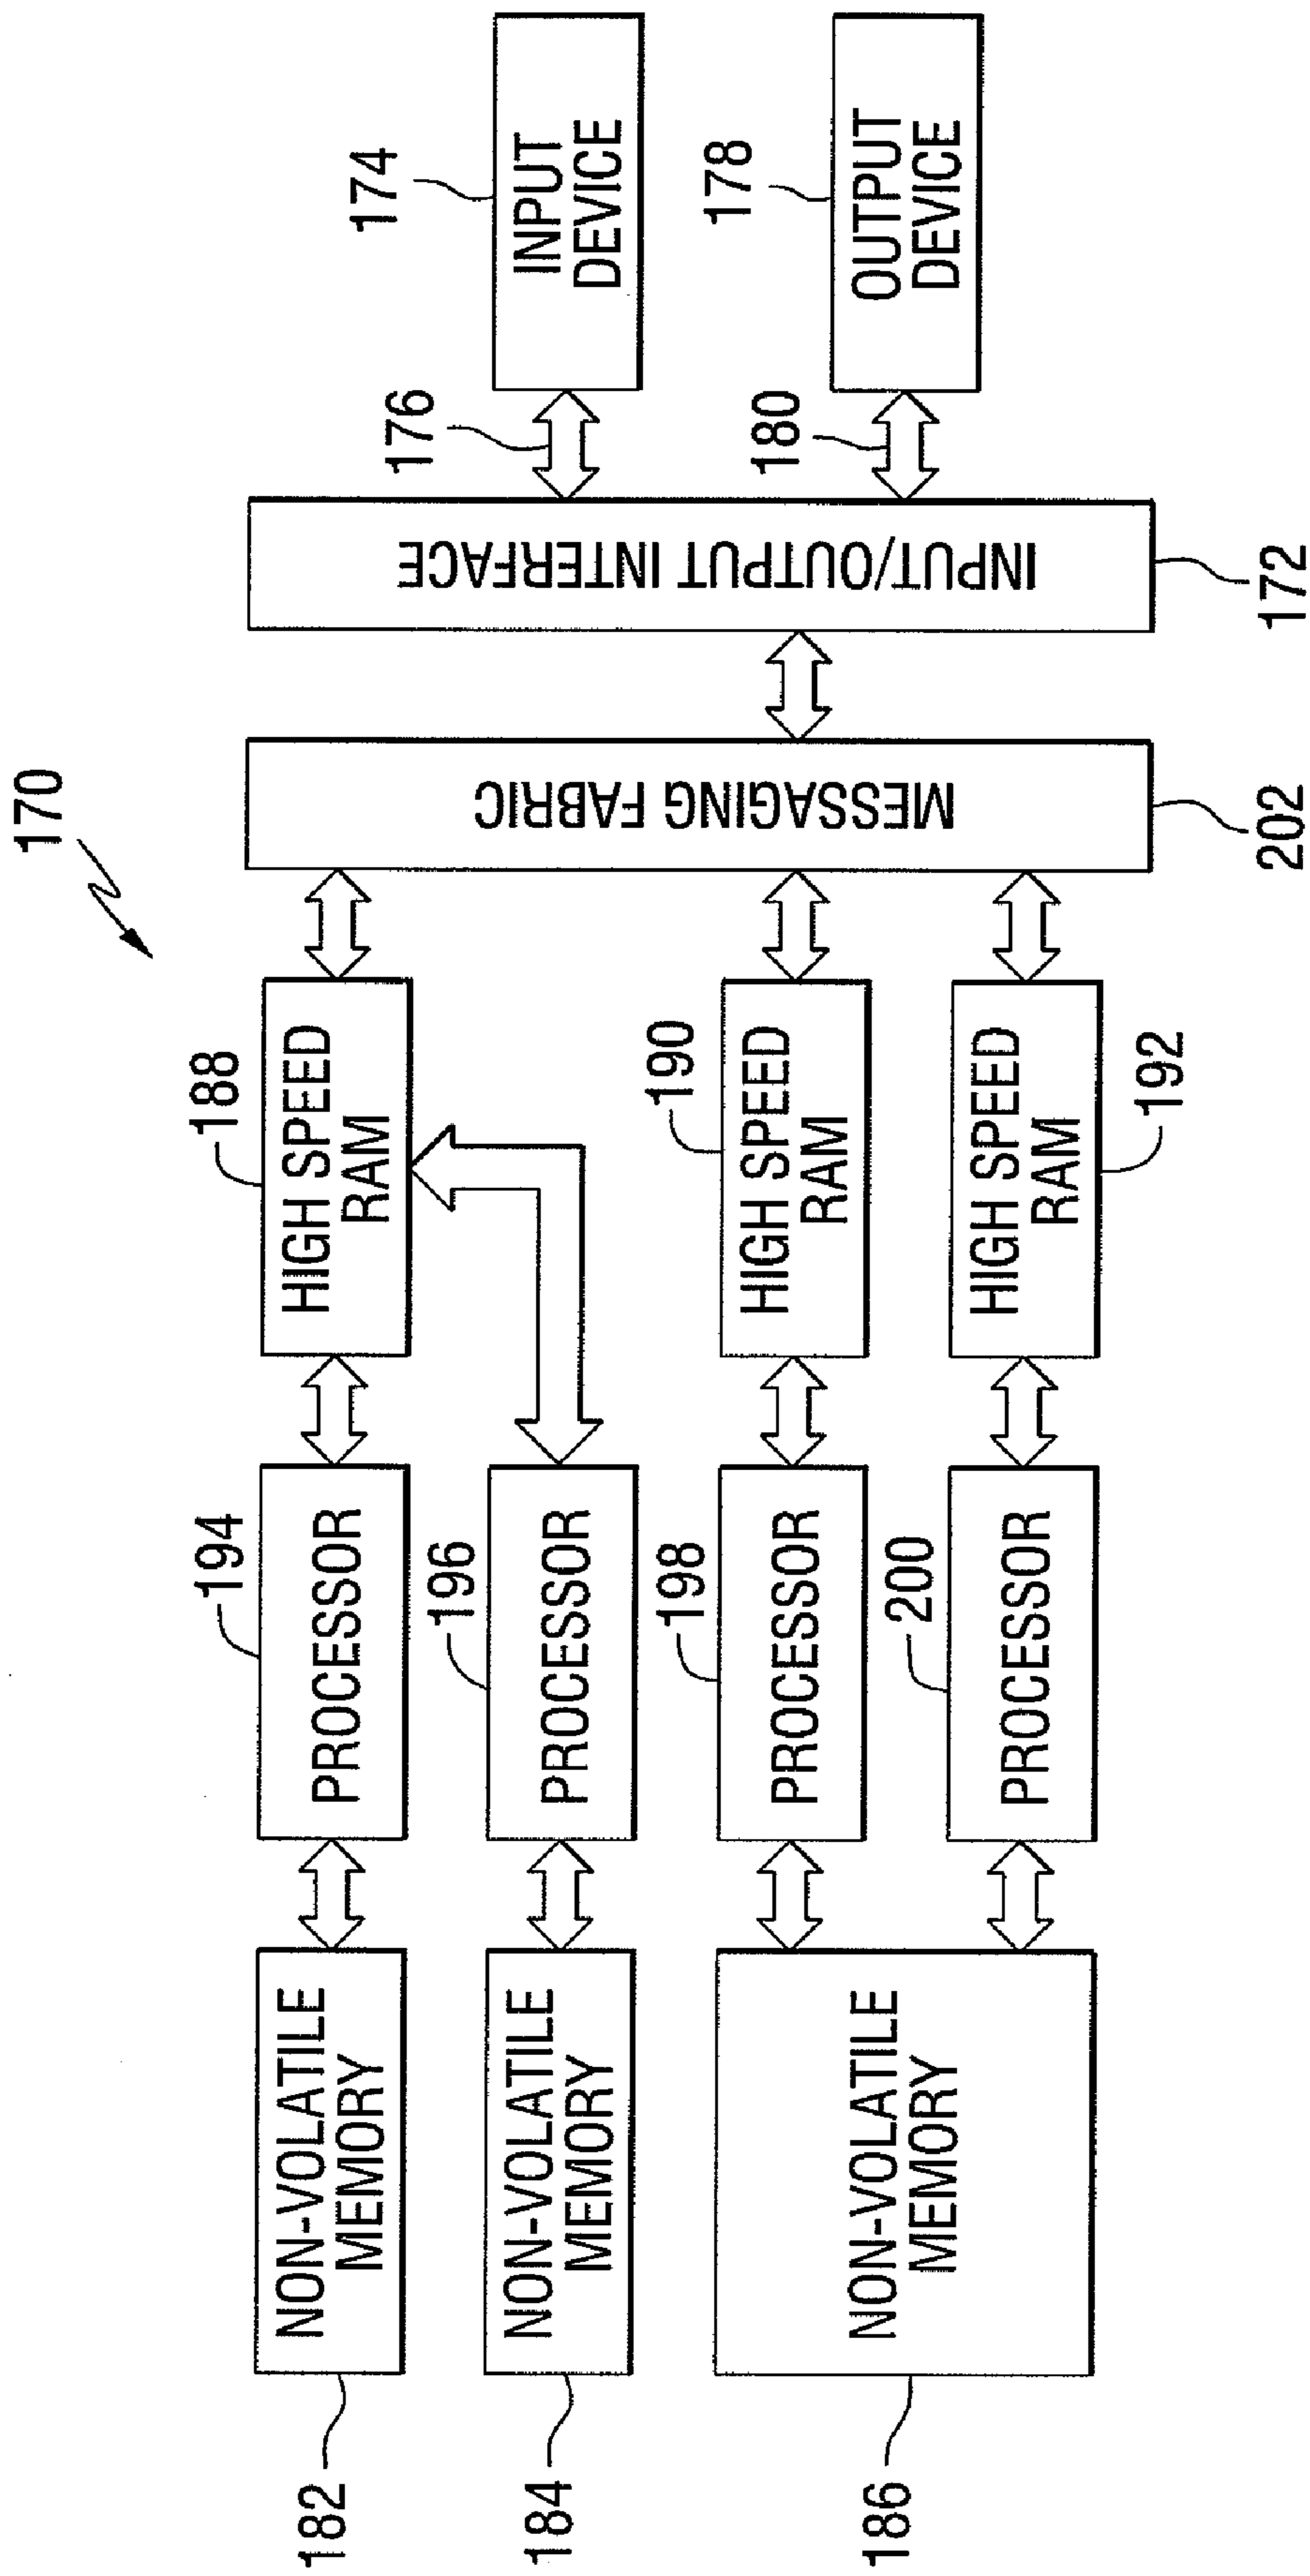 170
182
NON-VOLATILE
MEMORY
194
PROCESSOR
188
HIGH SPEED
RAM
184
NON-VOLATILE
MEMORY
196
PROCESSOR
186
NON-VOLATILE
MEMORY
198
PROCESSOR
190
HIGH SPEED
RAM
200
PROCESSOR
HIGH SPEED
RAM
192
MESSAGING FABRIC
202
INPUT/OUTPUT INTERFACE
172
176
174
INPUT
DEVICE
180
178
OUTPUT
DEVICE